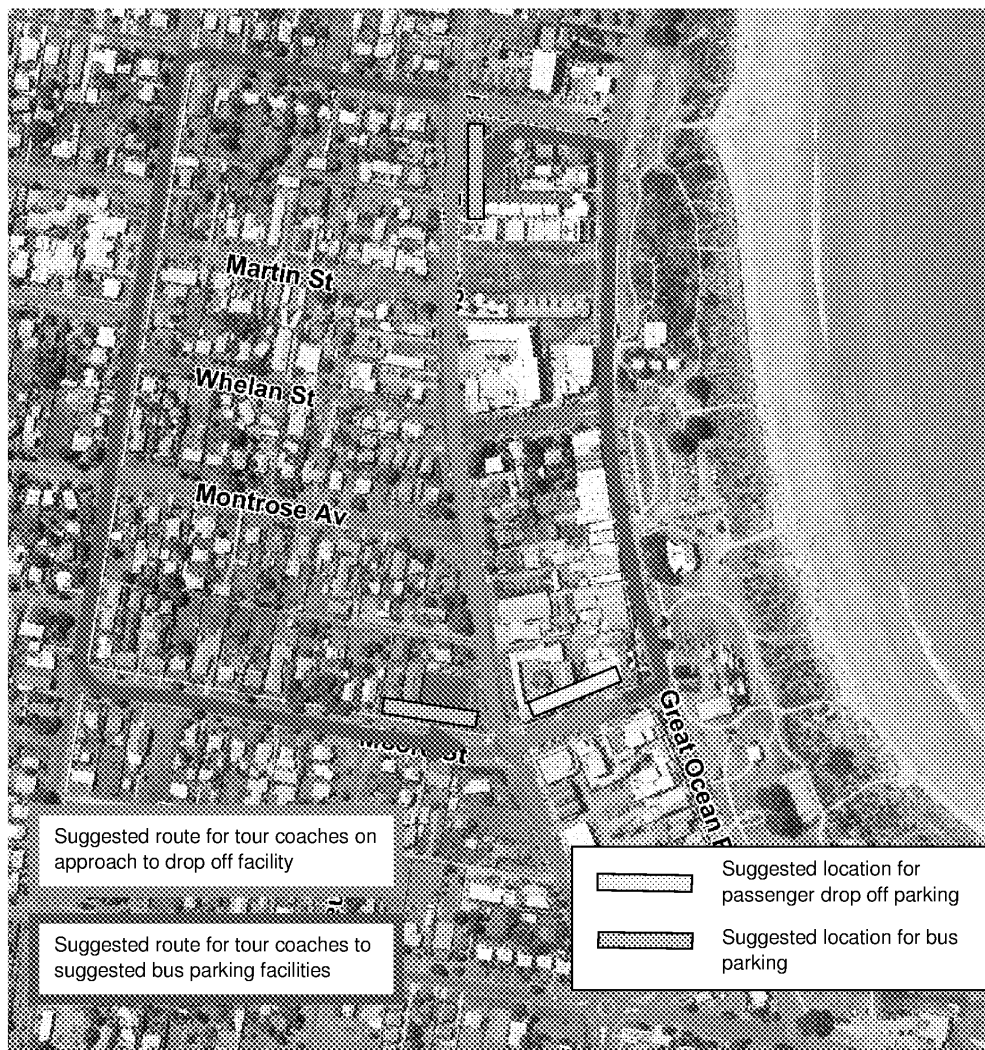 Martin St
Whelan St
Montrose Av
St
Great Ocean
Suggested route for tour coaches on
approach to drop off facility
Suggested route for tour coaches to
suggested bus parking facilities
Suggested location for
passenger drop off parking
Suggested location for bus
parking